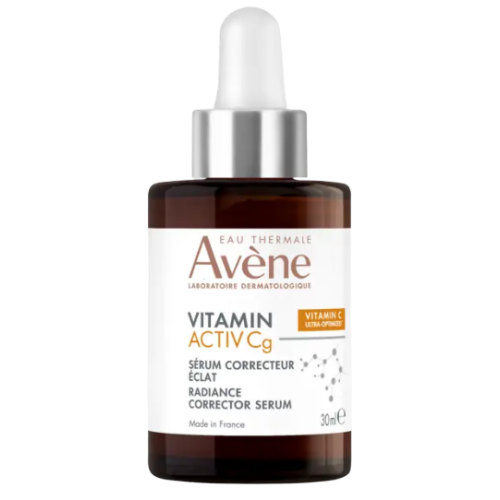 EAU THERMALE
Avène
LABORATOIRE DERMATOLOGIQUE
VITAMIN
ACTIV Cg
VITAMIN C
ULTRA-OPTIMIZED
SÉRUM CORRECTEUR
ÉCLAT
RADIANCE
CORRECTOR SERUM
Made in France
30ml℮